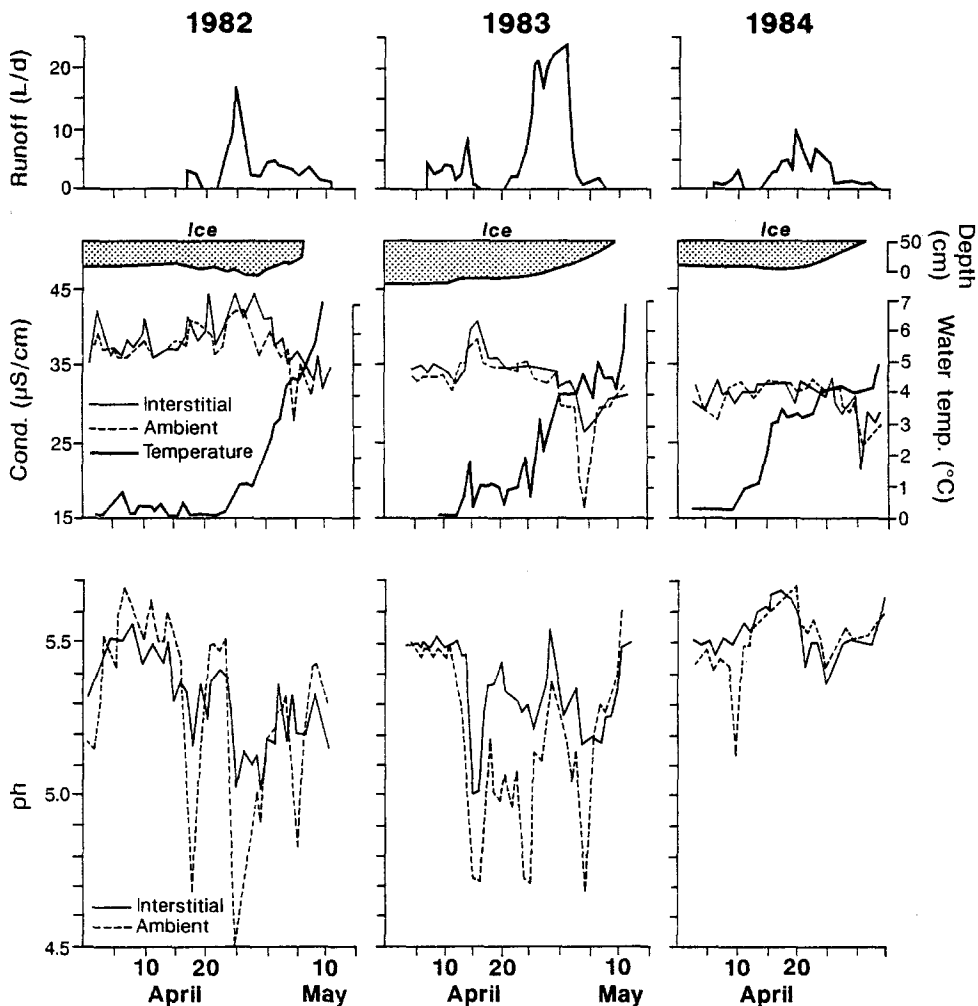 1982 1983 1984
Runoff (L/d)
20
10
0
Ice Ice Ice
Depth (cm)
50
0
Cond. (µS/cm)
45
35
25
15
Interstitial
Ambient
Temperature
Water temp. (°C)
7
6
5
4
3
2
1
0
ph
5.5
5.0
4.5
Interstitial
Ambient
10 20 10 10 20 10 10 20
April May April May April